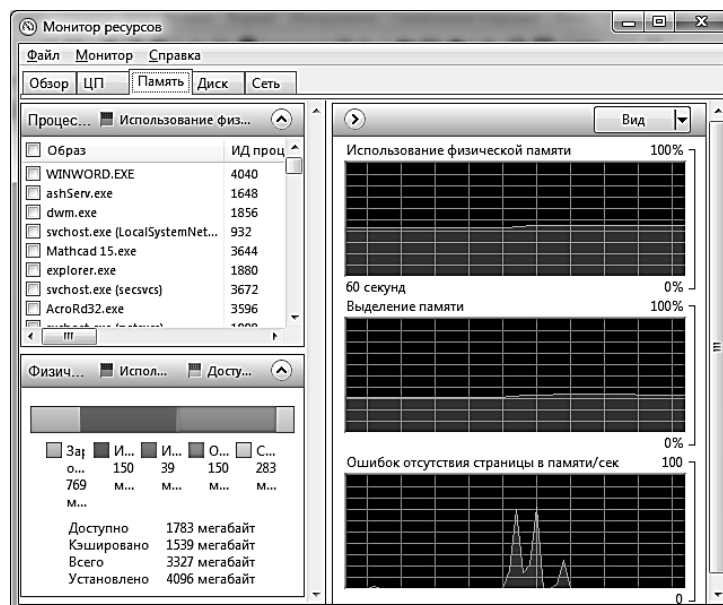 Монитор ресурсов
Файл Монитор Справка
Обзор ЦП Память Диск Сеть
Процес... Использование физ...
Образ ИД проц
WINWORD.EXE 4040
ashServ.exe 1648
dwm.exe 1856
svchost.exe (LocalSystemNet... 932
Mathcad 15.exe 3644
explorer.exe 1880
svchost.exe (secsvcs) 3672
AcroRd32.exe 3596
Физич... Испол... Досту...
Зар И... И... О... С...
о... 150 39 150 283
769 м... м... м... м...
м...
Доступно 1783 мегабайт
Кэшировано 1539 мегабайт
Всего 3327 мегабайт
Установлено 4096 мегабайт
Вид
Использование физической памяти 100%
60 секунд 0%
Выделение памяти 100%
0%
Ошибок отсутствия страницы в памяти/сек 100
0